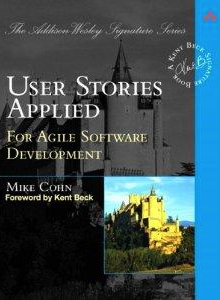 The Addison Wesley Signature Series
A KENT BECK SIGNATURE BOOK
USER STORIES
APPLIED
FOR AGILE SOFTWARE
DEVELOPMENT
MIKE COHN
Foreword by Kent Beck